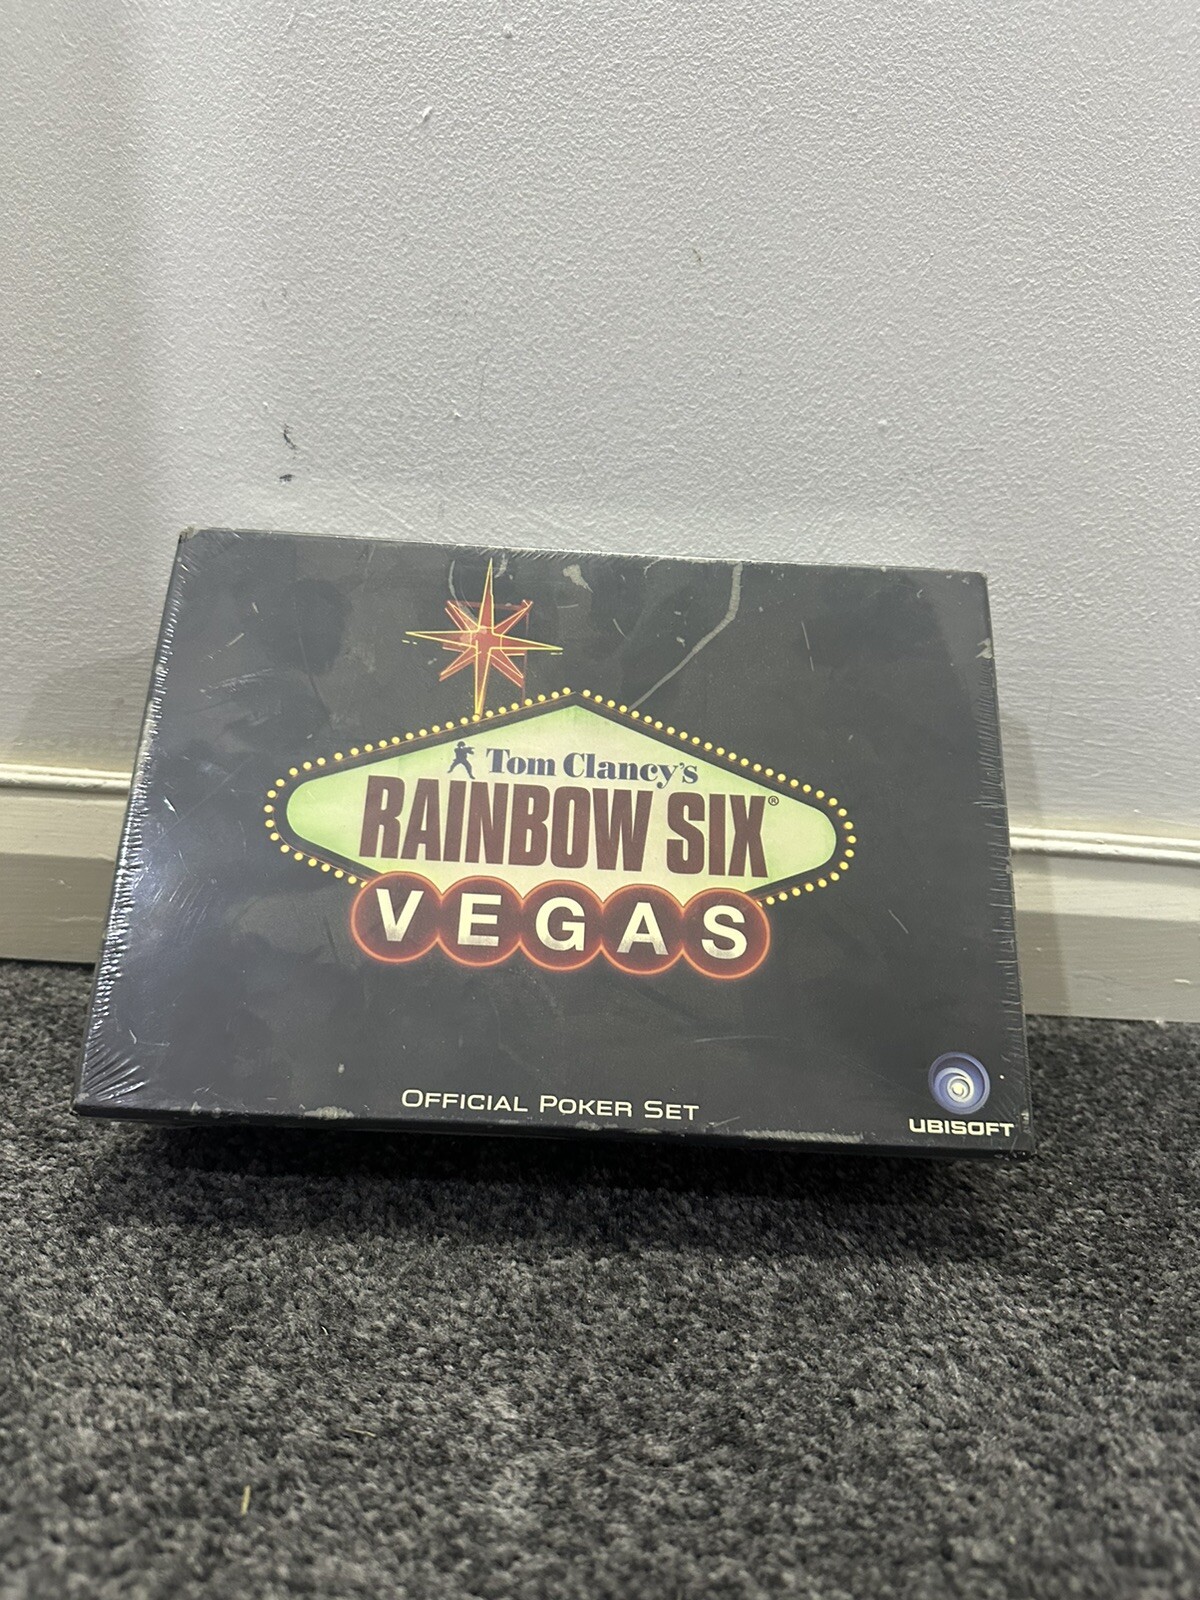 Tom Clancy's
RAINBOW SIX®
VEGAS
OFFICIAL POKER SET
UBISOFT